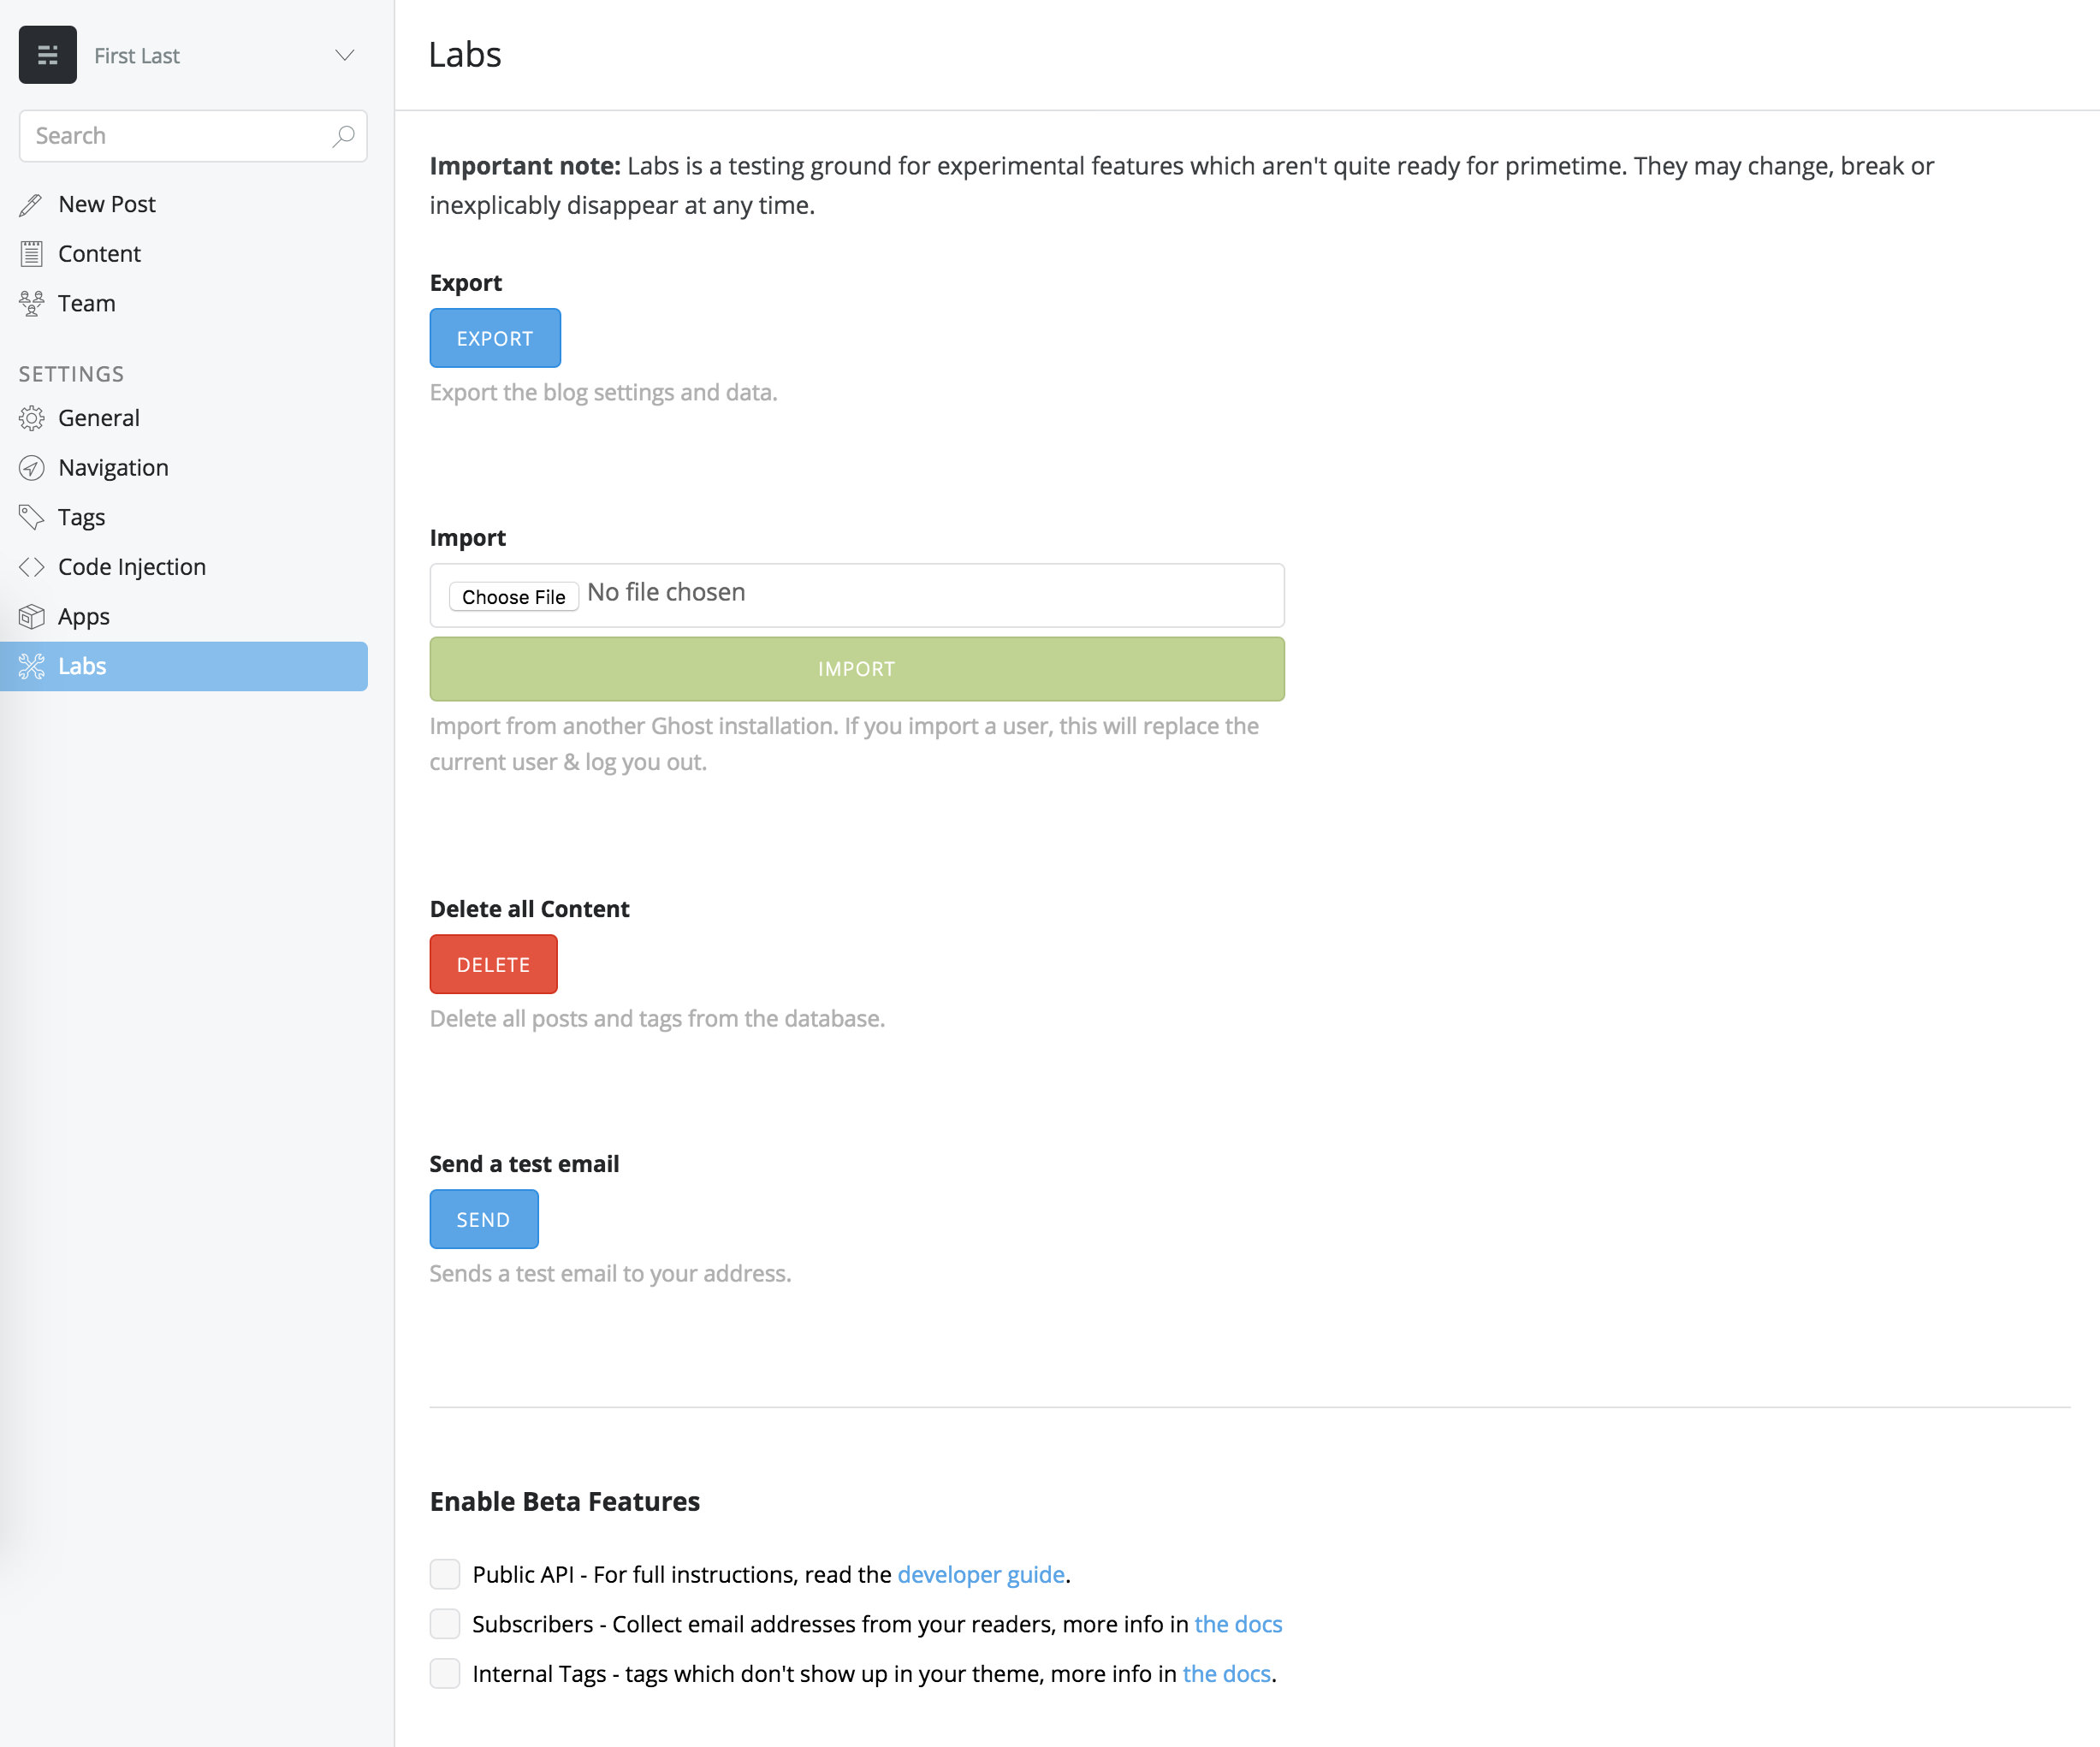 First Last
Search
New Post
Content
Team
SETTINGS
General
Navigation
Tags
Code Injection
Apps
Labs
Labs
Important note: Labs is a testing ground for experimental features which aren't quite ready for primetime. They may change, break or
inexplicably disappear at any time.
Export
EXPORT
Export the blog settings and data.
Import
Choose File No file chosen
IMPORT
Import from another Ghost installation. If you import a user, this will replace the
current user & log you out.
Delete all Content
DELETE
Delete all posts and tags from the database.
Send a test email
SEND
Sends a test email to your address.
Enable Beta Features
Public API - For full instructions, read the developer guide.
Subscribers - Collect email addresses from your readers, more info in the docs
Internal Tags - tags which don't show up in your theme, more info in the docs.